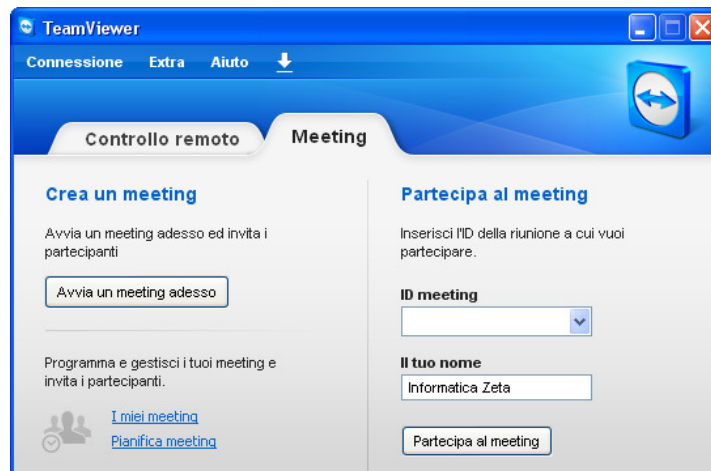 TeamViewer
Connessione Extra Aiuto
Controllo remoto Meeting
Crea un meeting
Avvia un meeting adesso ed invita i
partecipanti
Avvia un meeting adesso
Programma e gestisci i tuoi meeting e
invita i partecipanti.
I miei meeting
Pianifica meeting
Partecipa al meeting
Inserisci l'ID della riunione a cui vuoi
partecipare.
ID meeting
Il tuo nome
Informatica Zeta
Partecipa al meeting